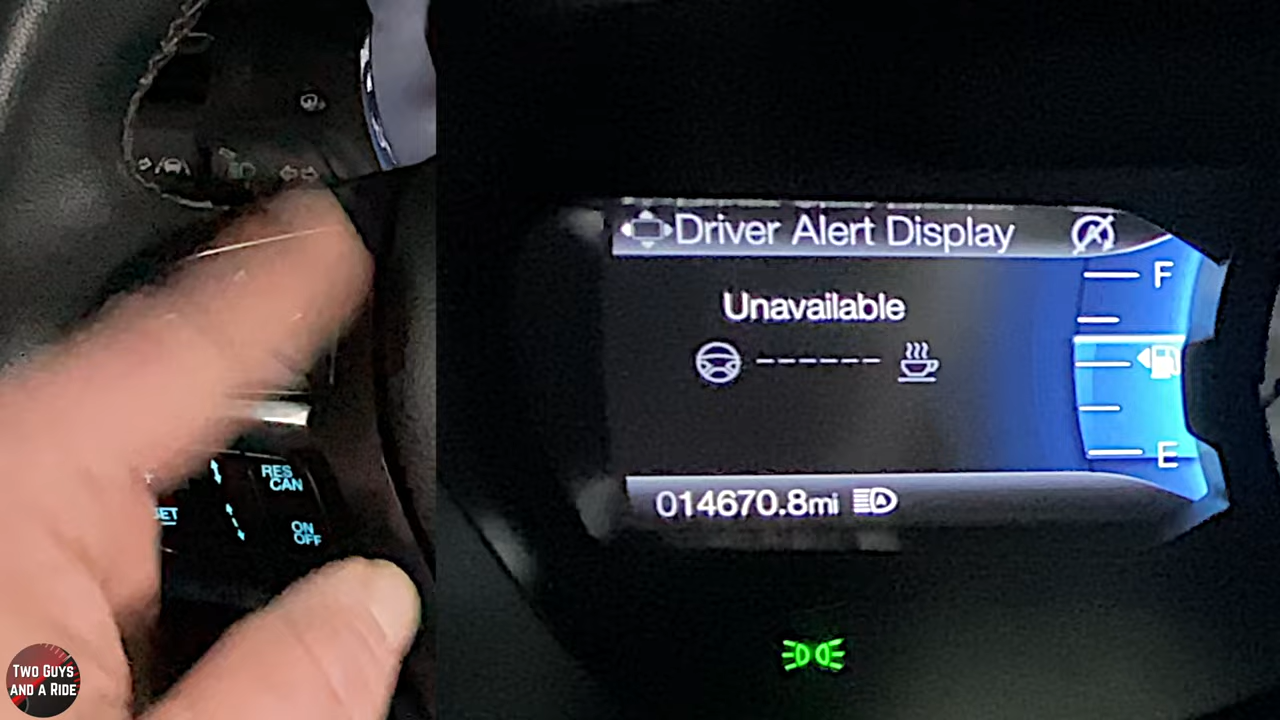 RES
CAN
SET
ON
OFF
Driver Alert Display
F
Unavailable
E
014670.8mi
TWO GUYS
AND A RIDE